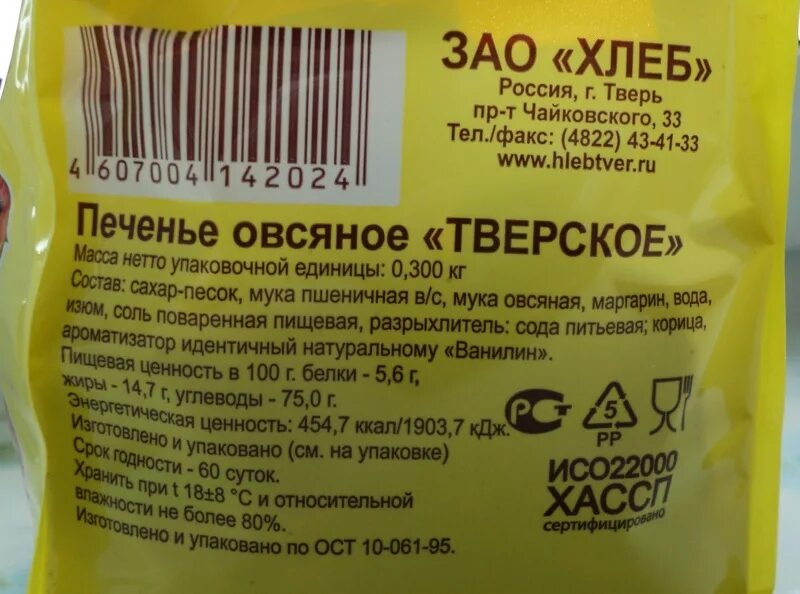 ЗАО «ХЛЕБ»
Россия, г. Тверь
пр-т Чайковского, 33
Тел./факс: (4822) 43-41-33
www.hlebtver.ru
4 607004 142024
Печенье овсяное «ТВЕРСКОЕ»
Масса нетто упаковочной единицы: 0,300 кг
Состав: сахар-песок, мука пшеничная в/с, мука овсяная, маргарин, вода,
изюм, соль поваренная пищевая, разрыхлитель: сода питьевая; корица,
ароматизатор идентичный натуральному «Ванилин».
Пищевая ценность в 100 г. белки - 5,6 г,
жиры - 14,7 г, углеводы - 75,0 г.
Энергетическая ценность: 454,7 ккал/1903,7 кДж.
Изготовлено и упаковано (см. на упаковке)
Срок годности - 60 суток.
Хранить при t 18±8 °С и относительной
влажности не более 80%.
Изготовлено и упаковано по ОСТ 10-061-95.
РСТ
5
PP
ИСО22000
ХАССП
сертифицировано